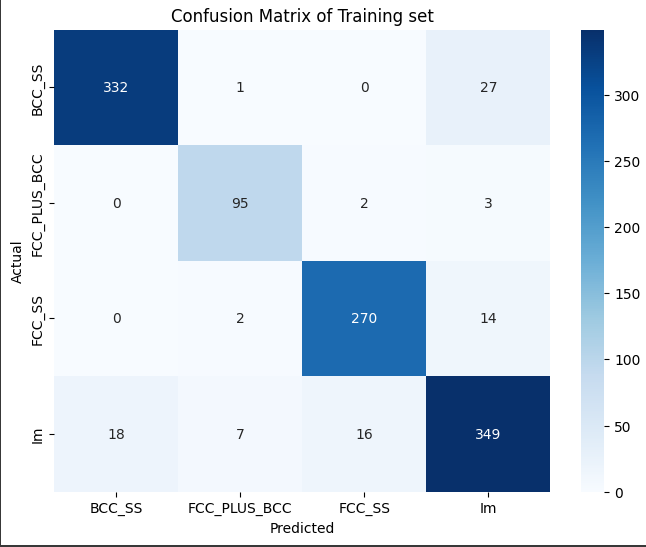 Confusion Matrix of Training set
BCC_SS
332
1
0
27
FCC_PLUS_BCC
0
95
2
3
FCC_SS
0
2
270
14
Im
18
7
16
349
Actual
BCC_SS
FCC_PLUS_BCC
FCC_SS
Im
Predicted
300
250
200
150
100
50
0